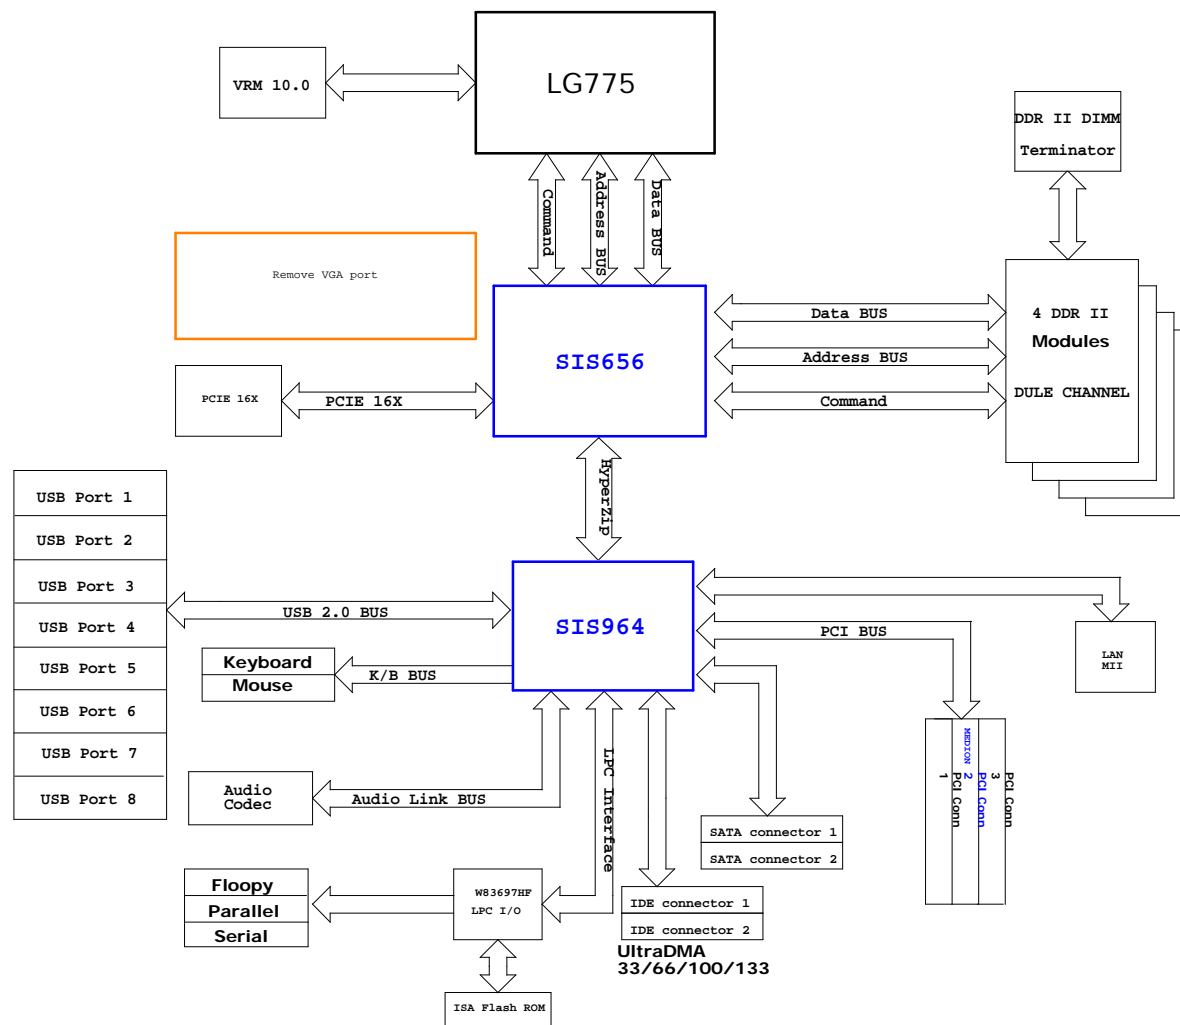 LG775
VRM 10.0
DDR II DIMM
Terminator
Command
Address BUS
Data BUS
Remove VGA port
SIS656
Data BUS
Address BUS
Command
4 DDR II
Modules
DULE CHANNEL
PCIE 16X
PCIE 16X
HyperZip
USB Port 1
USB Port 2
USB Port 3
USB Port 4
USB Port 5
USB Port 6
USB Port 7
USB Port 8
USB 2.0 BUS
SIS964
PCI BUS
LAN
MII
Keyboard
Mouse
K/B BUS
Audio
Codec
Audio Link BUS
LPC Interface
MEDION
PCI Conn
1
PCI Conn
2
PCI Conn
3
SATA connector 1
SATA connector 2
Floopy
Parallel
Serial
W83697HF
LPC I/O
IDE connector 1
IDE connector 2
UltraDMA
33/66/100/133
ISA Flash ROM